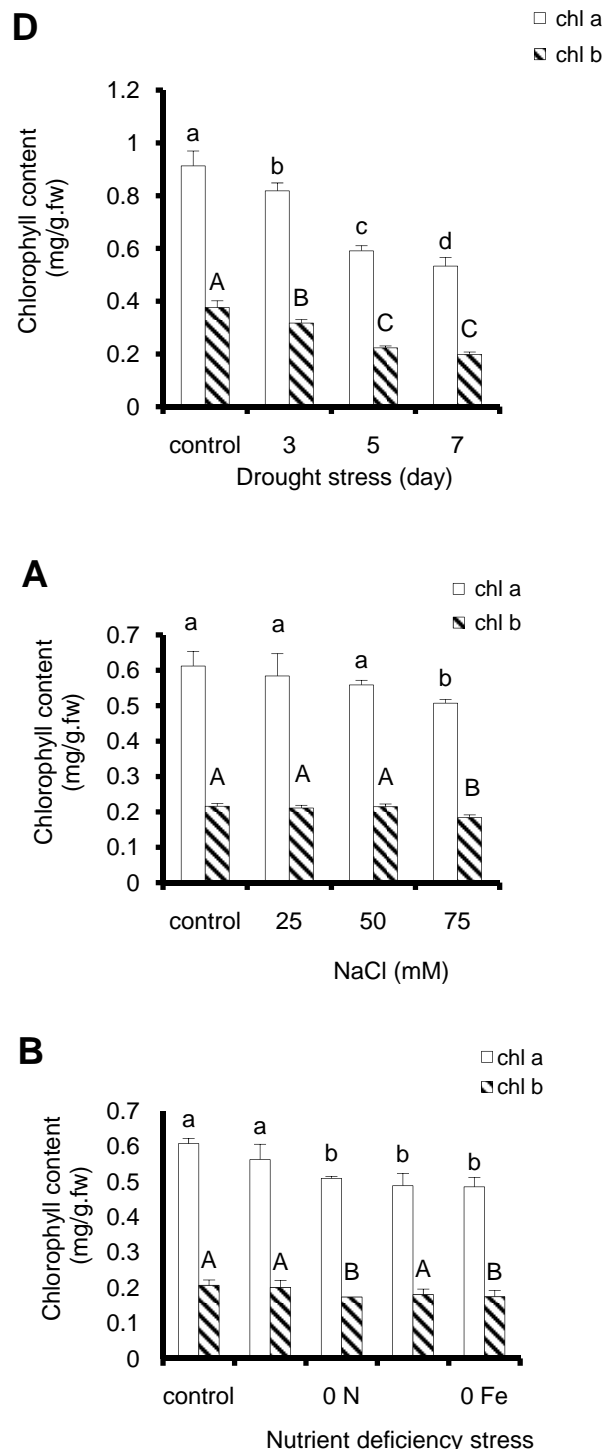 D
chl a
chl b
Chlorophyll content
(mg/g.fw)
1.2
1
0.8
0.6
0.4
0.2
0
a
b
c
d
A
B
C
C
control 3 5 7
Drought stress (day)
A
chl a
chl b
Chlorophyll content
(mg/g.fw)
0.7
0.6
0.5
0.4
0.3
0.2
0.1
0
a
a
a
b
A
A
A
B
control 25 50 75
NaCl (mM)
B
chl a
chl b
Chlorophyll content
(mg/g.fw)
0.7
0.6
0.5
0.4
0.3
0.2
0.1
0
a
a
b
b
b
A
A
B
A
B
control 0 N 0 Fe
Nutrient deficiency stress